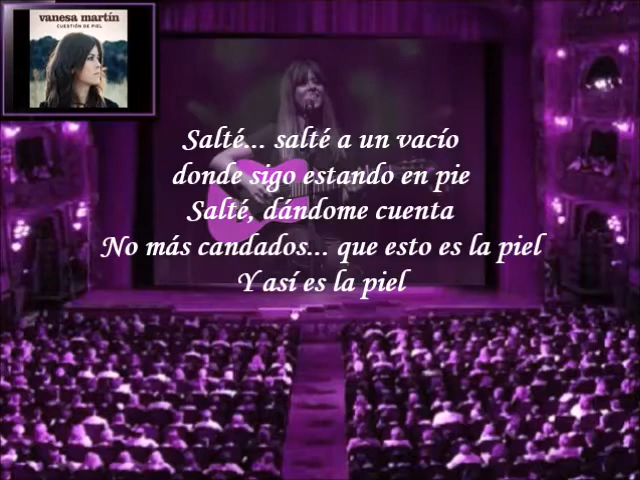 vanesa martín
CUESTIÓN DE PIEL
Salté... salté a un vacío
donde sigo estando en pie
Salté, dándome cuenta
No más candados... que esto es la piel
Y así es la piel